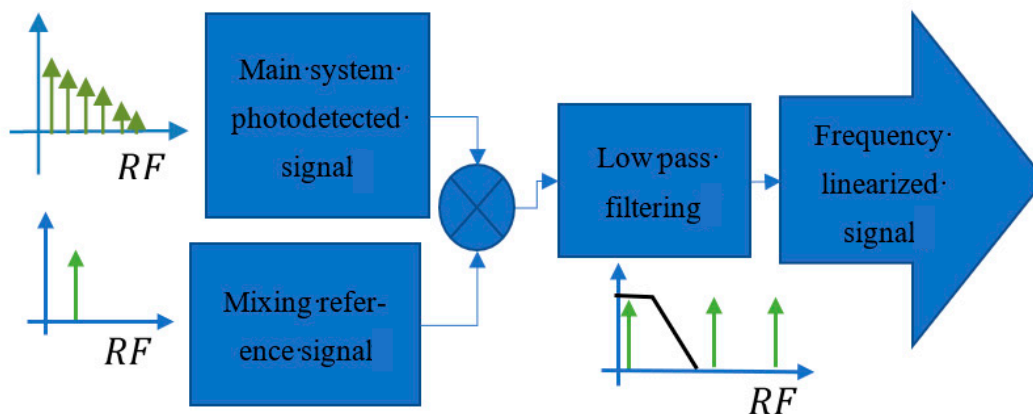 RF
Main system·
photodetected·
signal
RF
Mixing·refer-
ence·signal
Low·pass·
filtering
RF
Frequency·
linearized·
signal